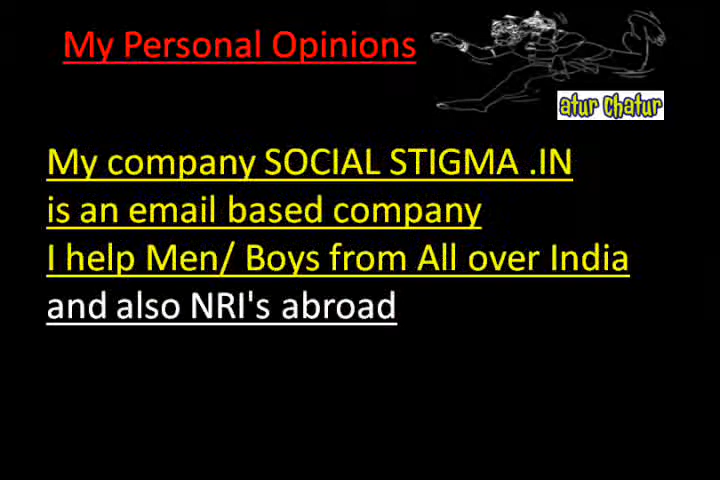 My Personal Opinions
atur chatur
My company SOCIAL STIGMA .IN
is an email based company
I help Men/ Boys from All over India
and also NRI's abroad